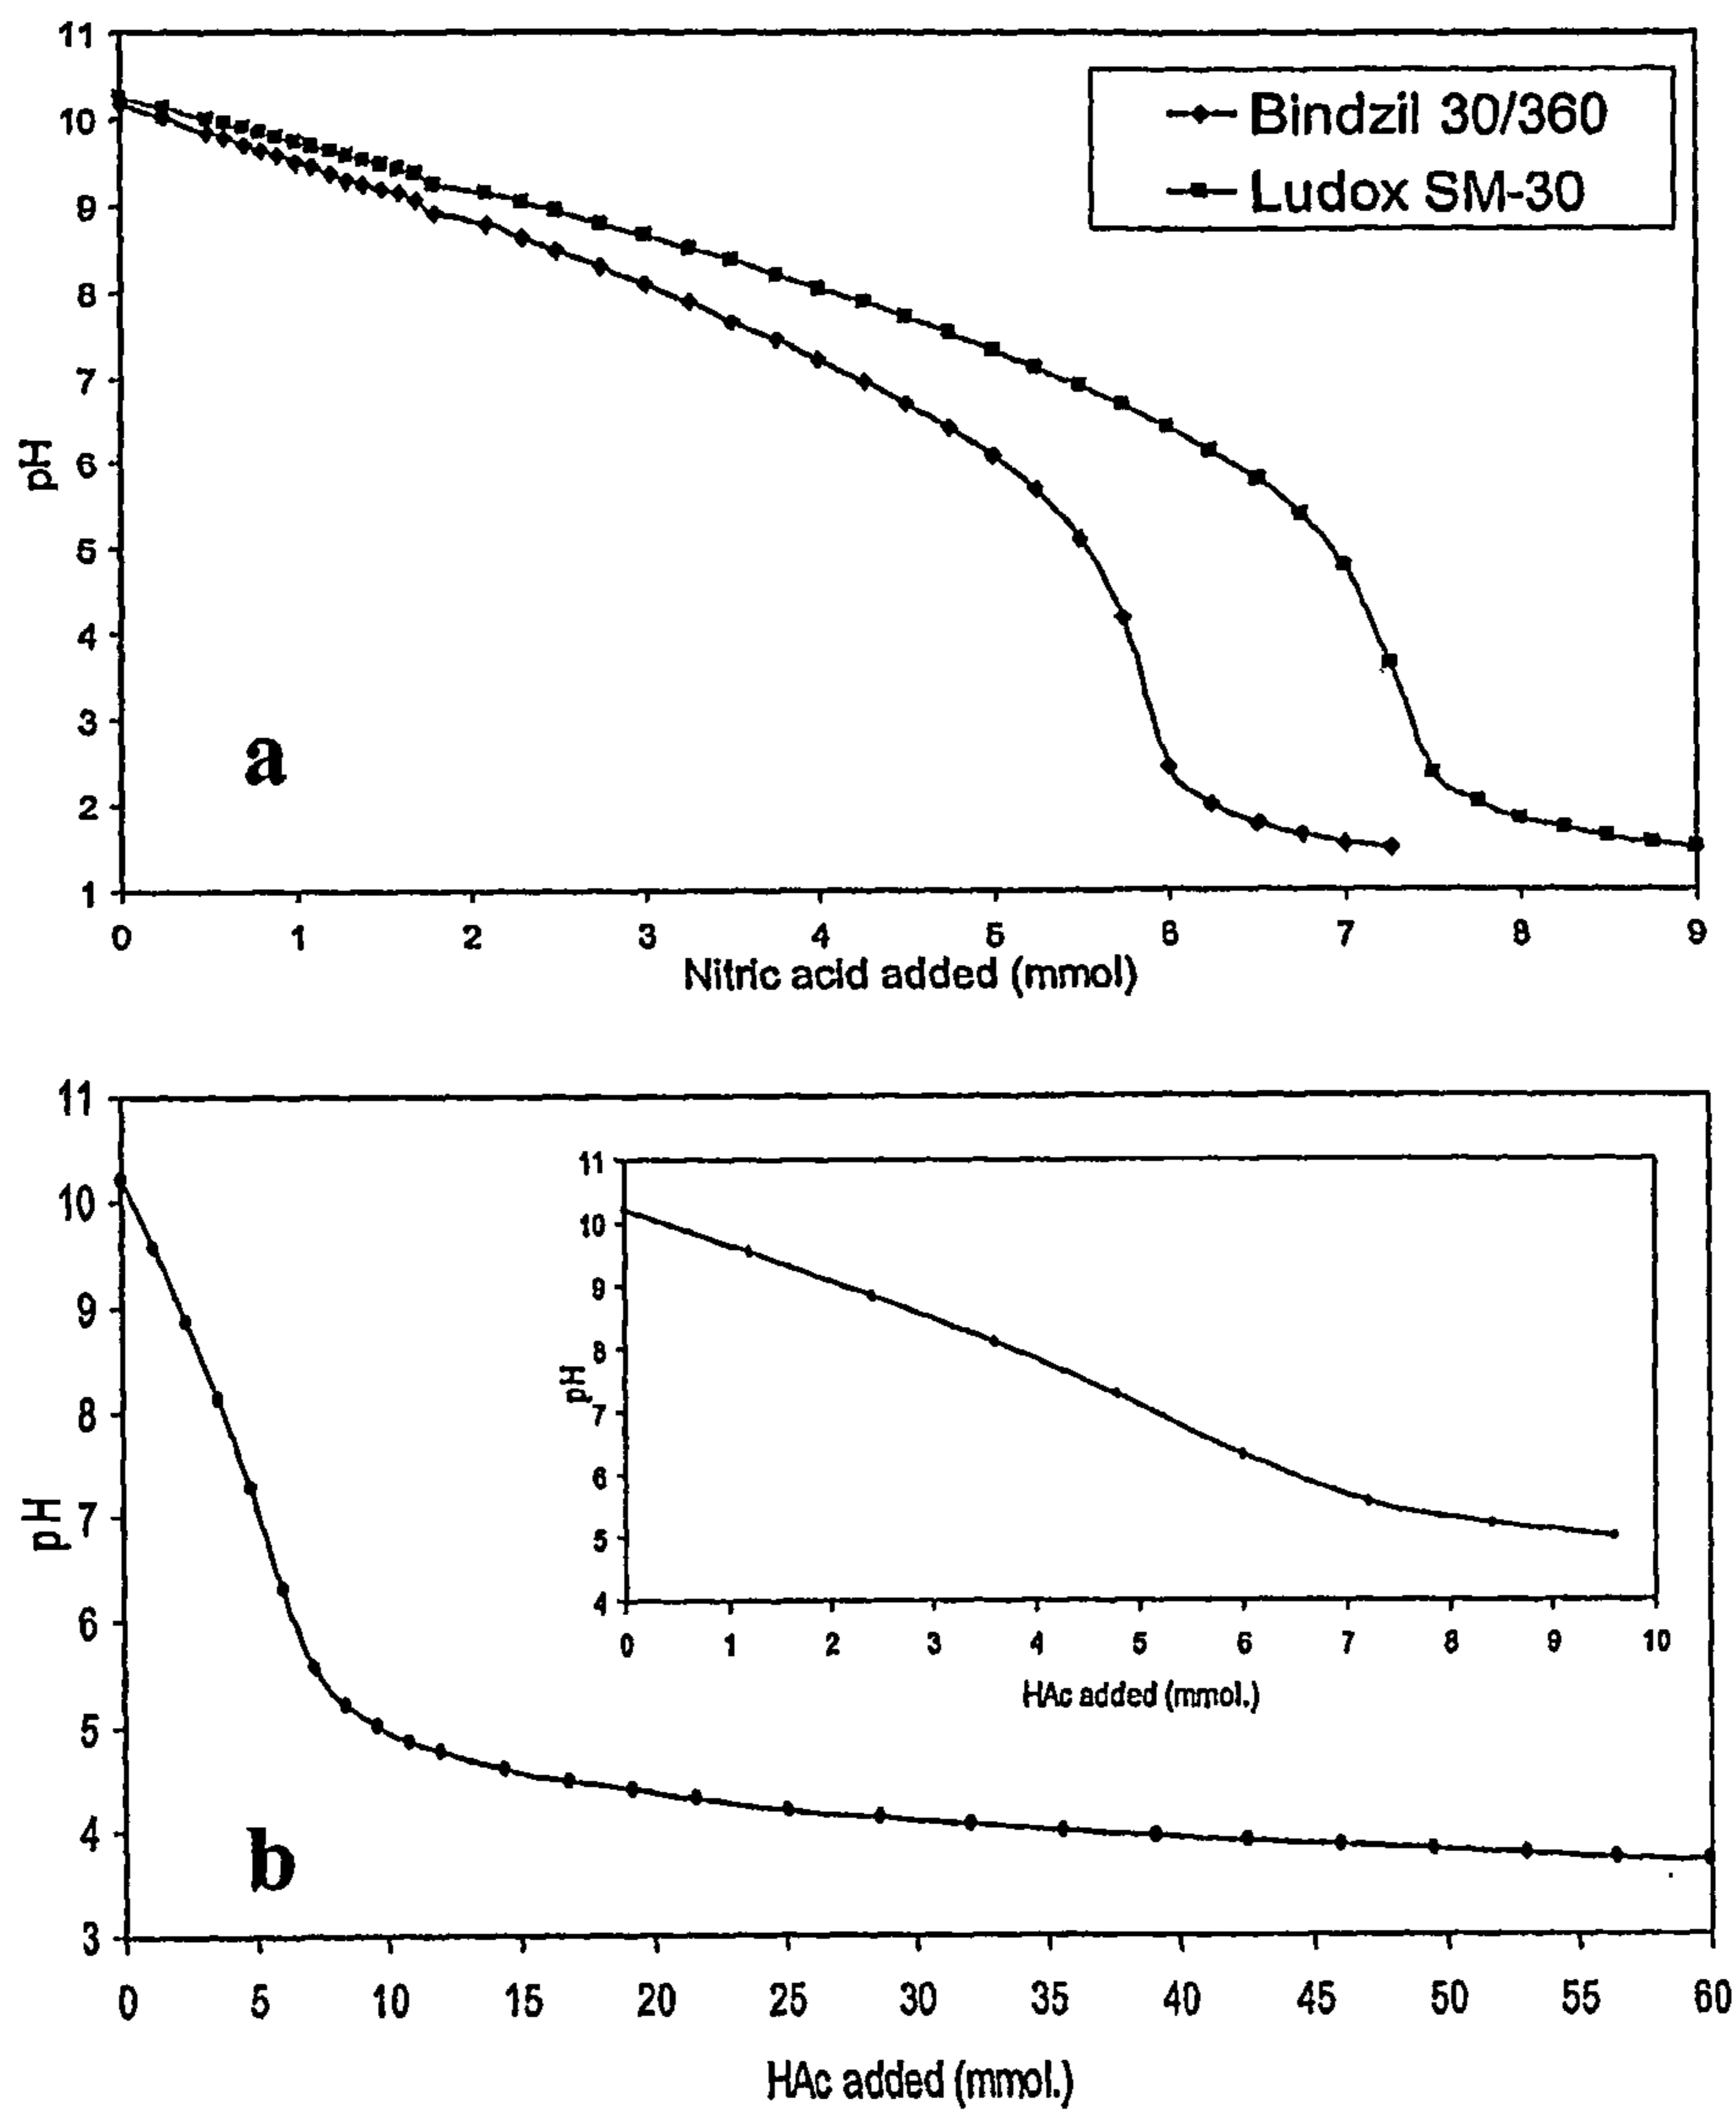 11
10
9
8
7
6
5
4
3
2
1
pH
Bindzil 30/360
Ludox SM-30
a
0 1 2 3 4 5 6 7 8 9
Nitric acid added (mmol)
11
10
9
8
7
6
5
4
3
pH
11
10
9
8
7
6
5
4
pH
0 1 2 3 4 5 6 7 8 9 10
HAc added (mmol.)
b
0 5 10 15 20 25 30 35 40 45 50 55 60
HAc added (mmol.)